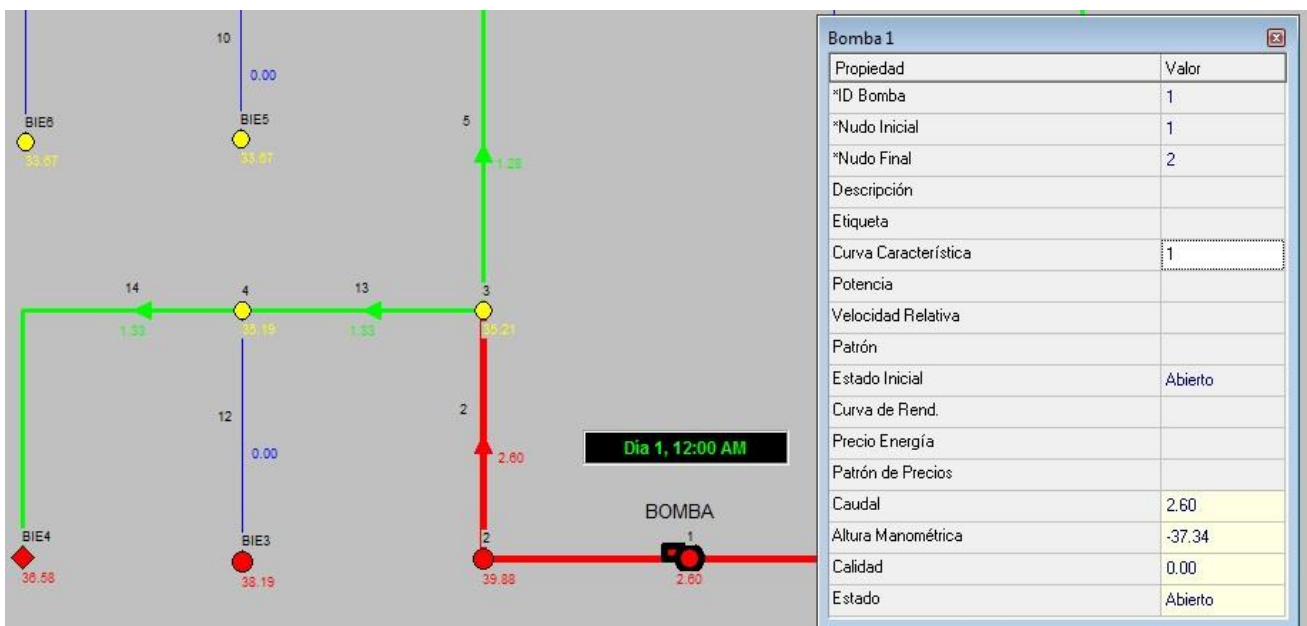 10
0.00
BIE6
BIE5
5
33.67
33.67
1.28
14
4
13
3
1.33
35.19
1.33
35.21
12
2
0.00
2.60
Dia 1, 12:00 AM
BOMBA
BIE4
BIE3
2
1
36.58
38.19
39.88
2.60
Bomba 1
Propiedad Valor
*ID Bomba 1
*Nudo Inicial 1
*Nudo Final 2
Descripción
Etiqueta
Curva Característica 1
Potencia
Velocidad Relativa
Patrón
Estado Inicial Abierto
Curva de Rend.
Precio Energía
Patrón de Precios
Caudal 2.60
Altura Manométrica -37.34
Calidad 0.00
Estado Abierto